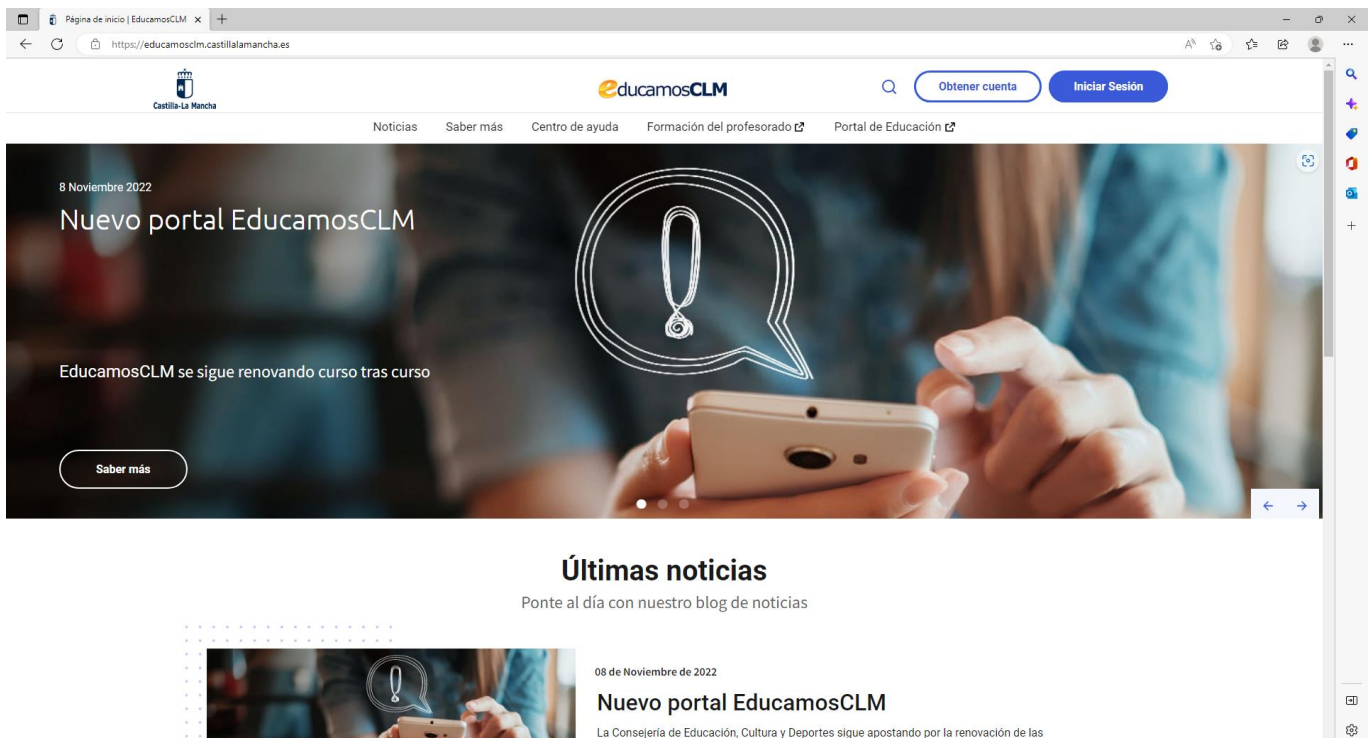 Página de inicio | EducamosCLM
https://educamosclm.castillalamancha.es
Castilla-La Mancha
educamosCLM
Obtener cuenta
Iniciar Sesión
Noticias Saber más Centro de ayuda Formación del profesorado Portal de Educación
8 Noviembre 2022
Nuevo portal EducamosCLM
EducamosCLM se sigue renovando curso tras curso
Saber más
Últimas noticias
Ponte al día con nuestro blog de noticias
08 de Noviembre de 2022
Nuevo portal EducamosCLM
La Consejería de Educación, Cultura y Deportes sigue apostando por la renovación de las